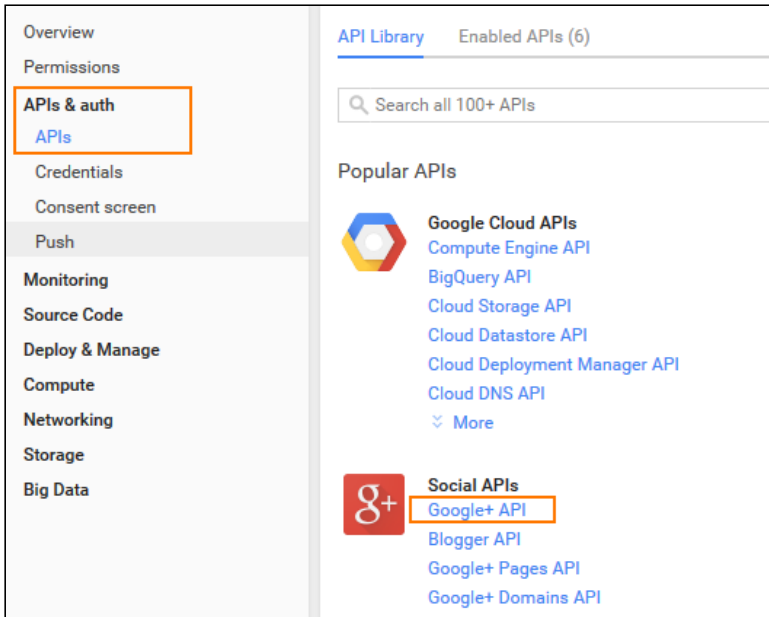 Overview
Permissions
APIs & auth
APIs
Credentials
Consent screen
Push
Monitoring
Source Code
Deploy & Manage
Compute
Networking
Storage
Big Data
API Library
Enabled APIs (6)
Search all 100+ APIs
Popular APIs
Google Cloud APIs
Compute Engine API
BigQuery API
Cloud Storage API
Cloud Datastore API
Cloud Deployment Manager API
Cloud DNS API
More
g+
Social APIs
Google+ API
Blogger API
Google+ Pages API
Google+ Domains API